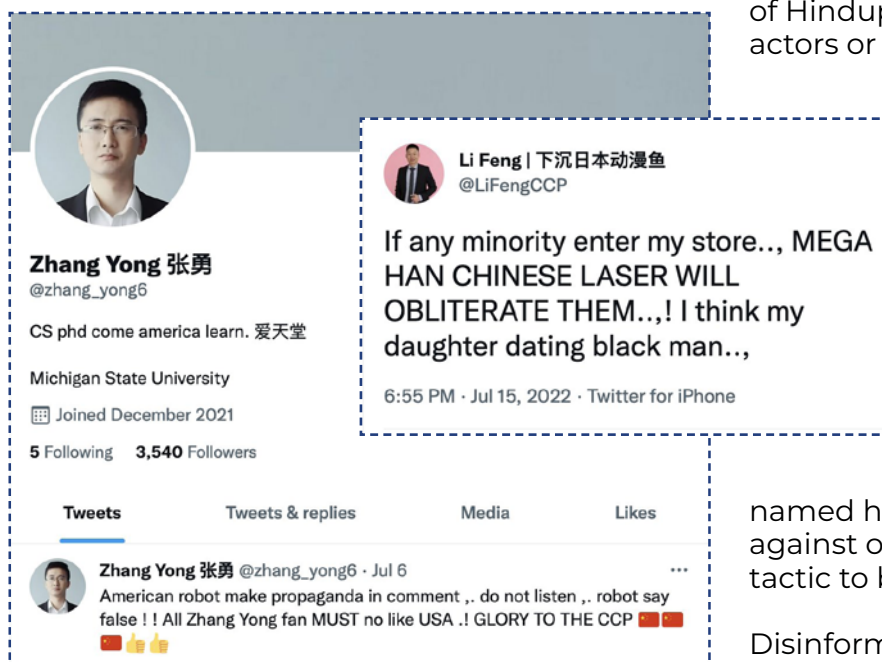 of Hindup
actors or
Zhang Yong 张勇
@zhang_yong6
CS phd come america learn. 爱天堂
Michigan State University
Joined December 2021
5 Following 3,540 Followers
Tweets Tweets & replies Media Likes
Zhang Yong 张勇 @zhang_yong6 · Jul 6 ···
American robot make propaganda in comment ,. do not listen ,. robot say
false ! ! All Zhang Yong fan MUST no like USA .! GLORY TO THE CCP 🇨🇳🇨🇳
🇨🇳👍👍
Li Feng | 下沉日本动漫鱼
@LiFengCCP
If any minority enter my store.., MEGA
HAN CHINESE LASER WILL
OBLITERATE THEM..,! I think my
daughter dating black man..,
6:55 PM · Jul 15, 2022 · Twitter for iPhone
named h
against o
tactic to b
Disinform